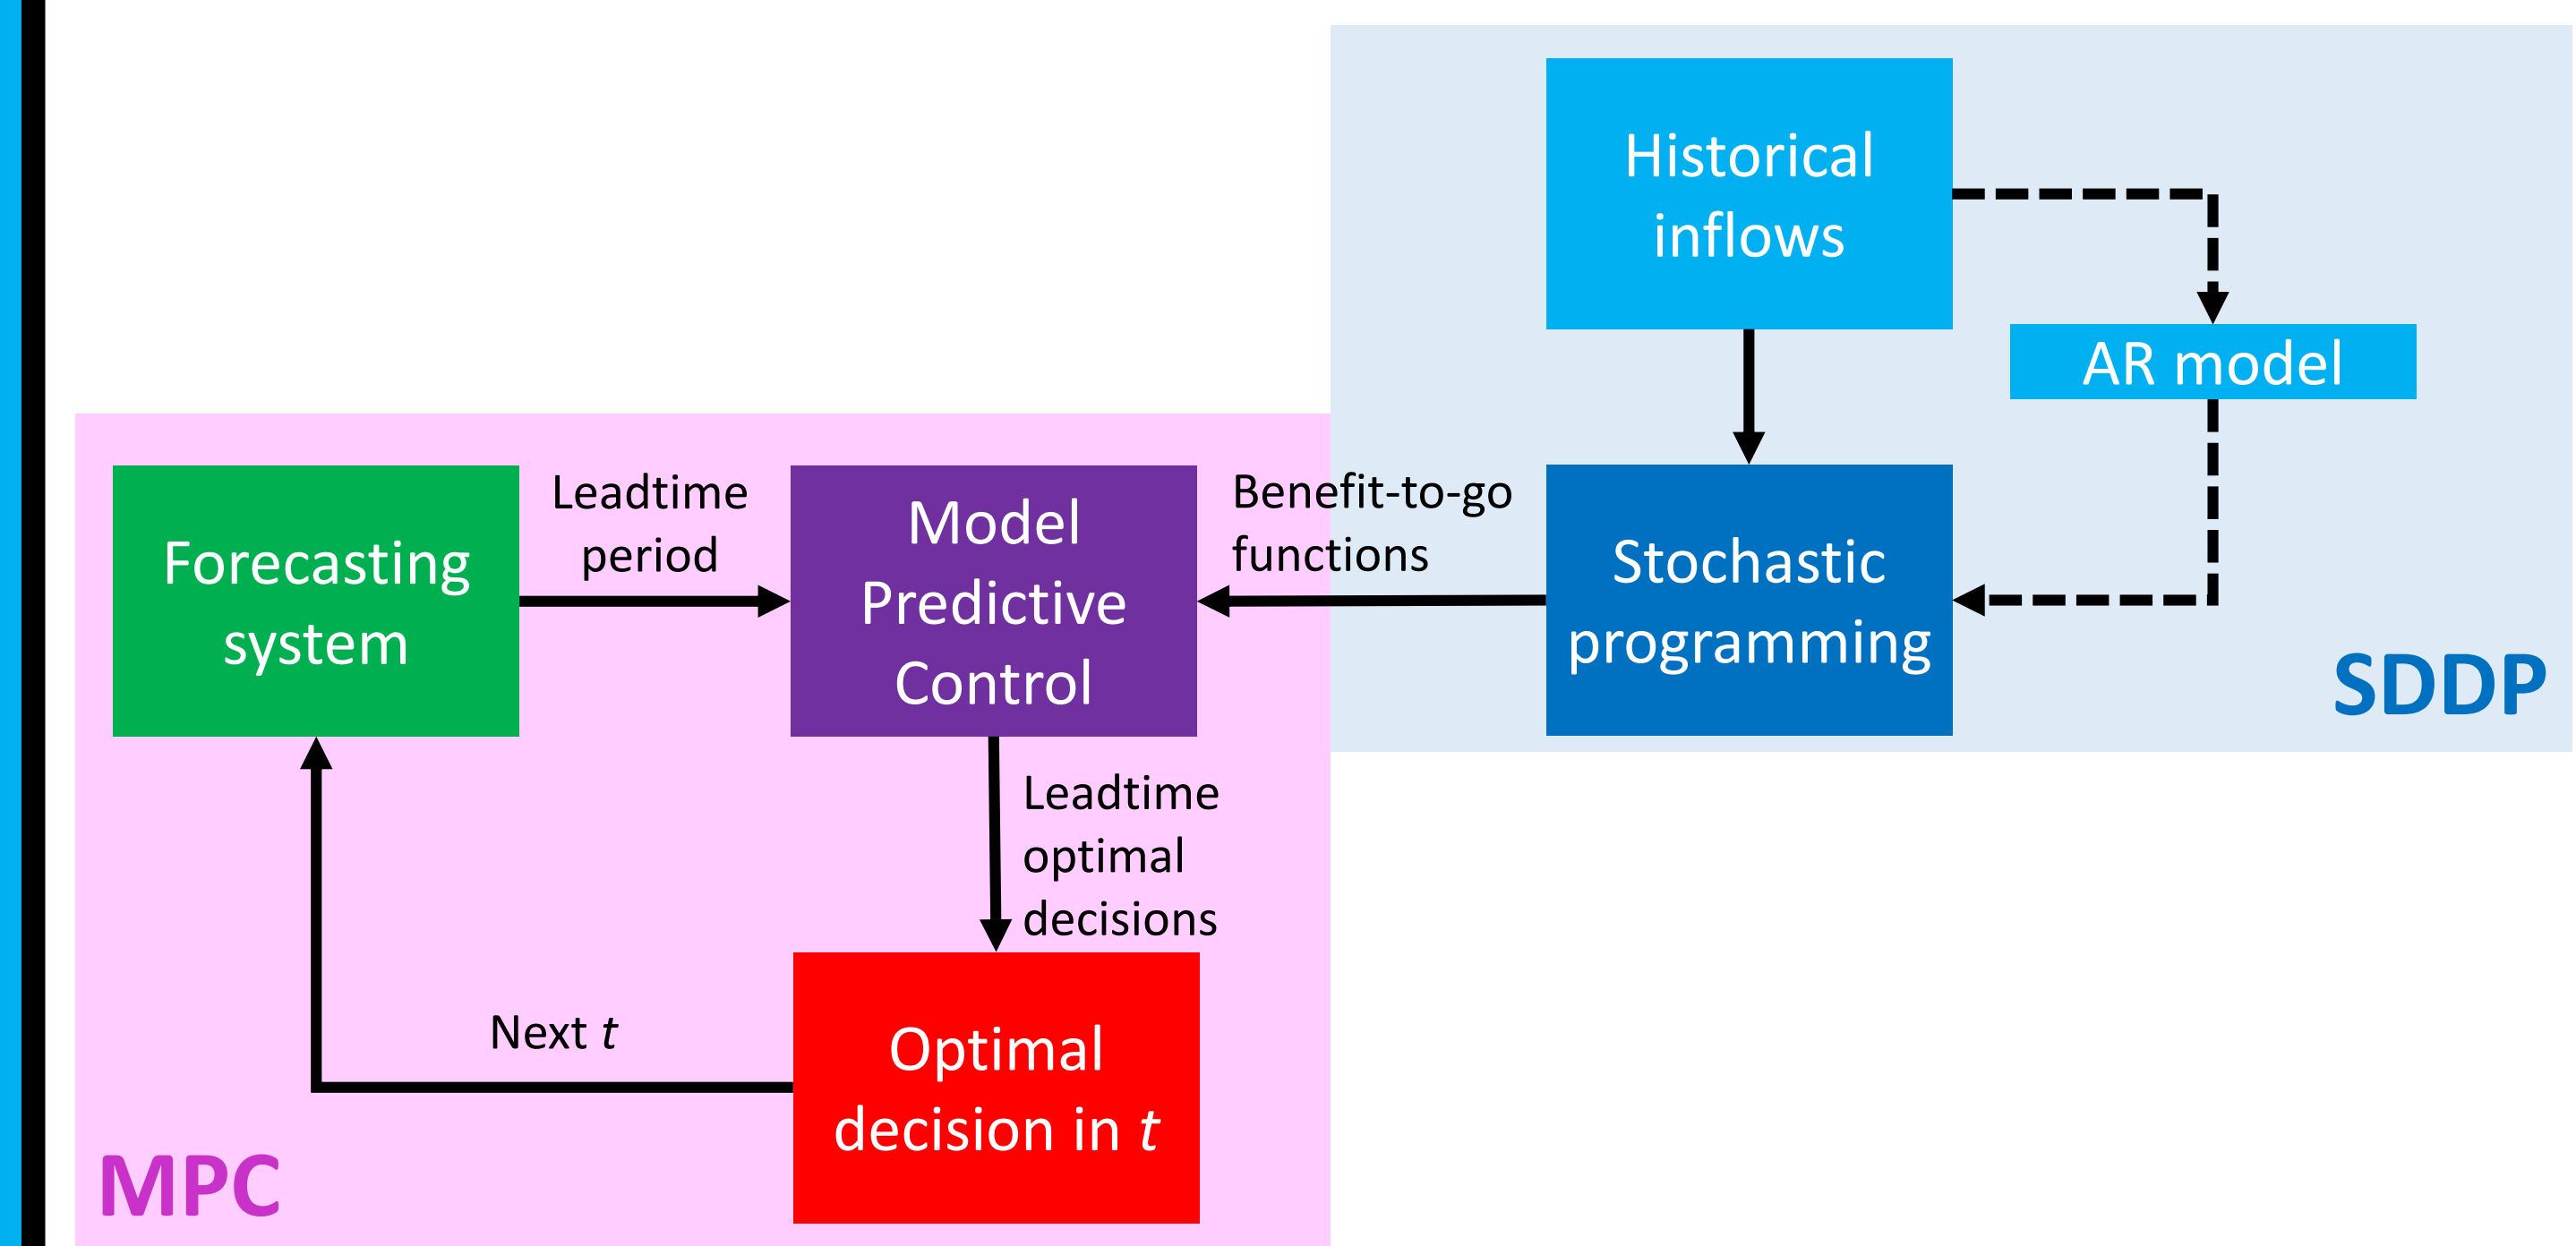 Historical
inflows
AR model
Forecasting
system
Leadtime
period
Model
Predictive
Control
Benefit-to-go
functions
Stochastic
programming
SDDP
Leadtime
optimal
decisions
Next t
Optimal
decision in t
MPC